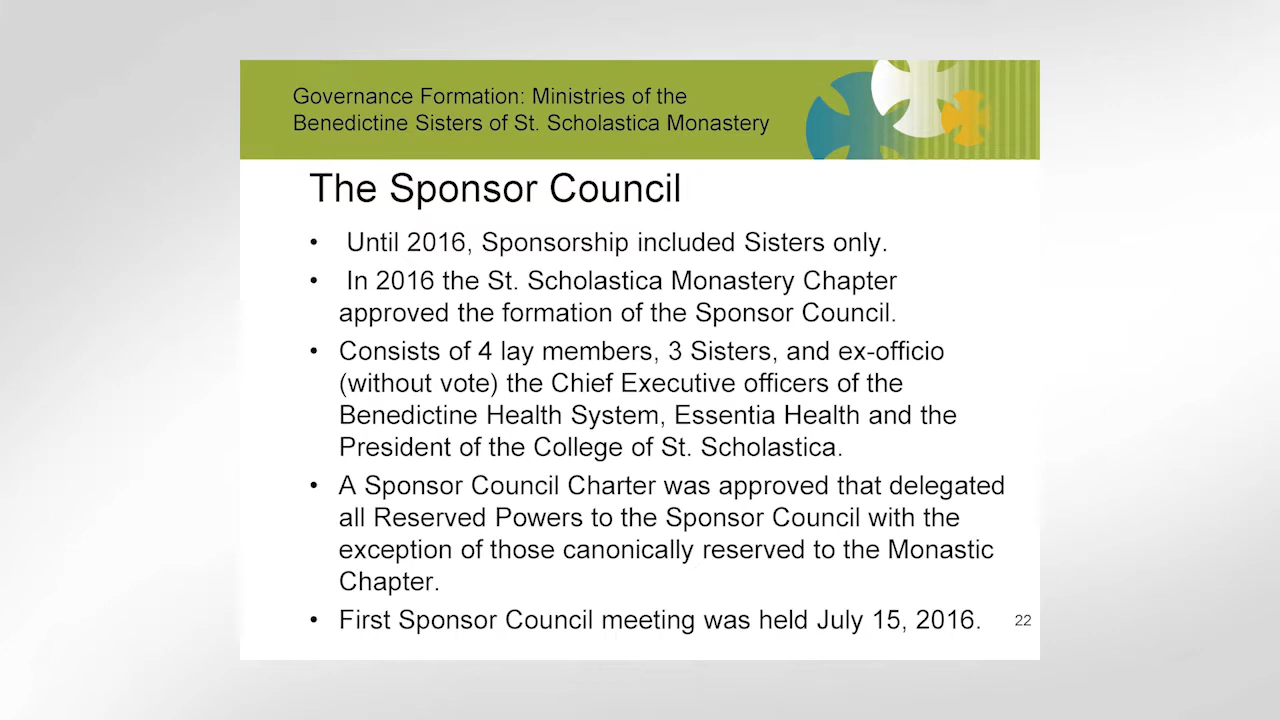 Governance Formation: Ministries of the
Benedictine Sisters of St. Scholastica Monastery
The Sponsor Council
• Until 2016, Sponsorship included Sisters only.
• In 2016 the St. Scholastica Monastery Chapter
approved the formation of the Sponsor Council.
• Consists of 4 lay members, 3 Sisters, and ex-officio
(without vote) the Chief Executive officers of the
Benedictine Health System, Essentia Health and the
President of the College of St. Scholastica.
• A Sponsor Council Charter was approved that delegated
all Reserved Powers to the Sponsor Council with the
exception of those canonically reserved to the Monastic
Chapter.
• First Sponsor Council meeting was held July 15, 2016.
22